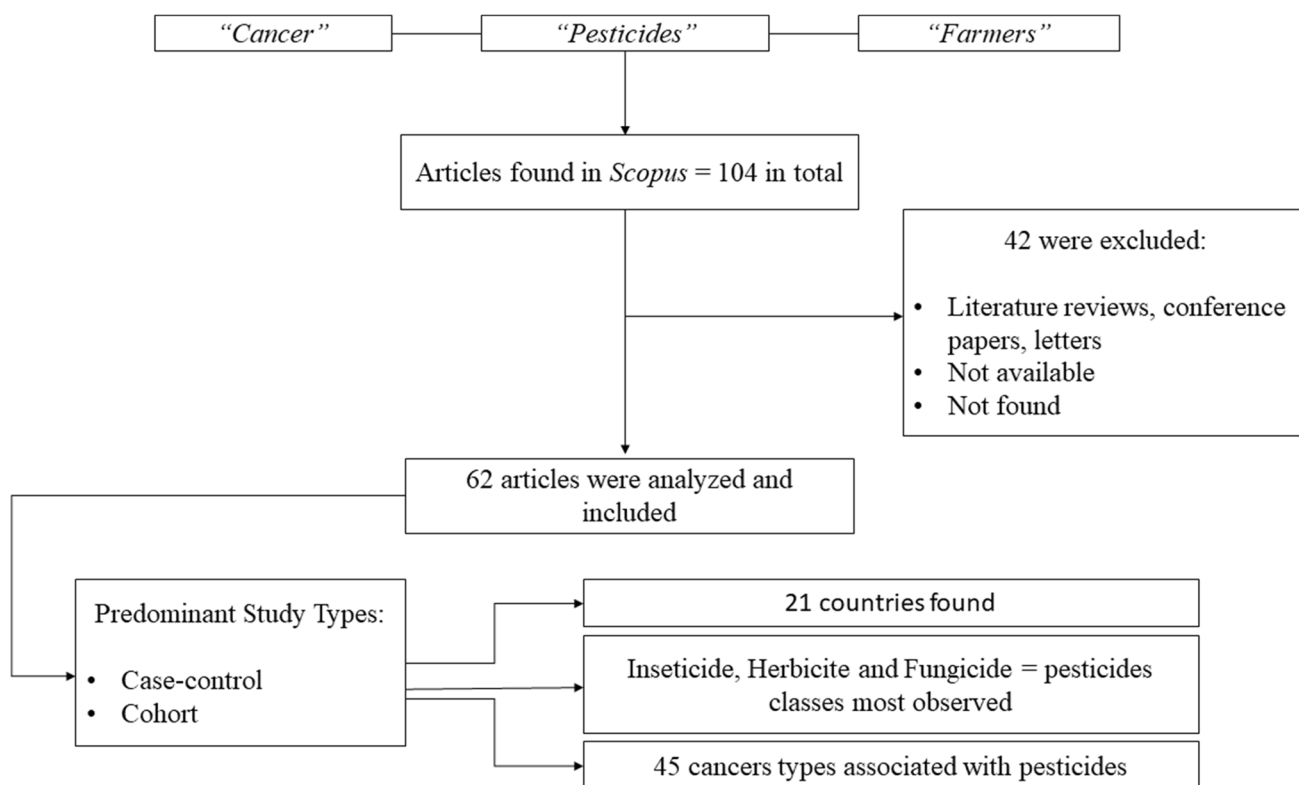 “Cancer”
“Pesticides”
“Farmers”
Articles found in Scopus = 104 in total
42 were excluded:
• Literature reviews, conference
papers, letters
• Not available
• Not found
62 articles were analyzed and
included
Predominant Study Types:
• Case-control
• Cohort
21 countries found
Inseticide, Herbicite and Fungicide = pesticides
classes most observed
45 cancers types associated with pesticides